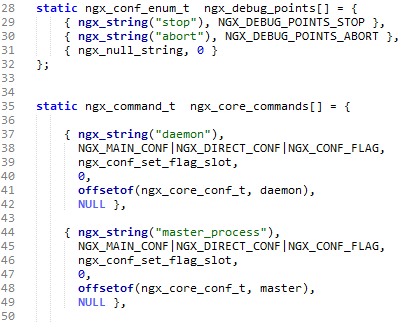 28 static ngx_conf_enum_t  ngx_debug_points[] = {
29     { ngx_string("stop"), NGX_DEBUG_POINTS_STOP },
30     { ngx_string("abort"), NGX_DEBUG_POINTS_ABORT },
31     { ngx_null_string, 0 }
32 };
33
34
35 static ngx_command_t  ngx_core_commands[] = {
36
37     { ngx_string("daemon"),
38       NGX_MAIN_CONF|NGX_DIRECT_CONF|NGX_CONF_FLAG,
39       ngx_conf_set_flag_slot,
40       0,
41       offsetof(ngx_core_conf_t, daemon),
42       NULL },
43
44     { ngx_string("master_process"),
45       NGX_MAIN_CONF|NGX_DIRECT_CONF|NGX_CONF_FLAG,
46       ngx_conf_set_flag_slot,
47       0,
48       offsetof(ngx_core_conf_t, master),
49       NULL },
50